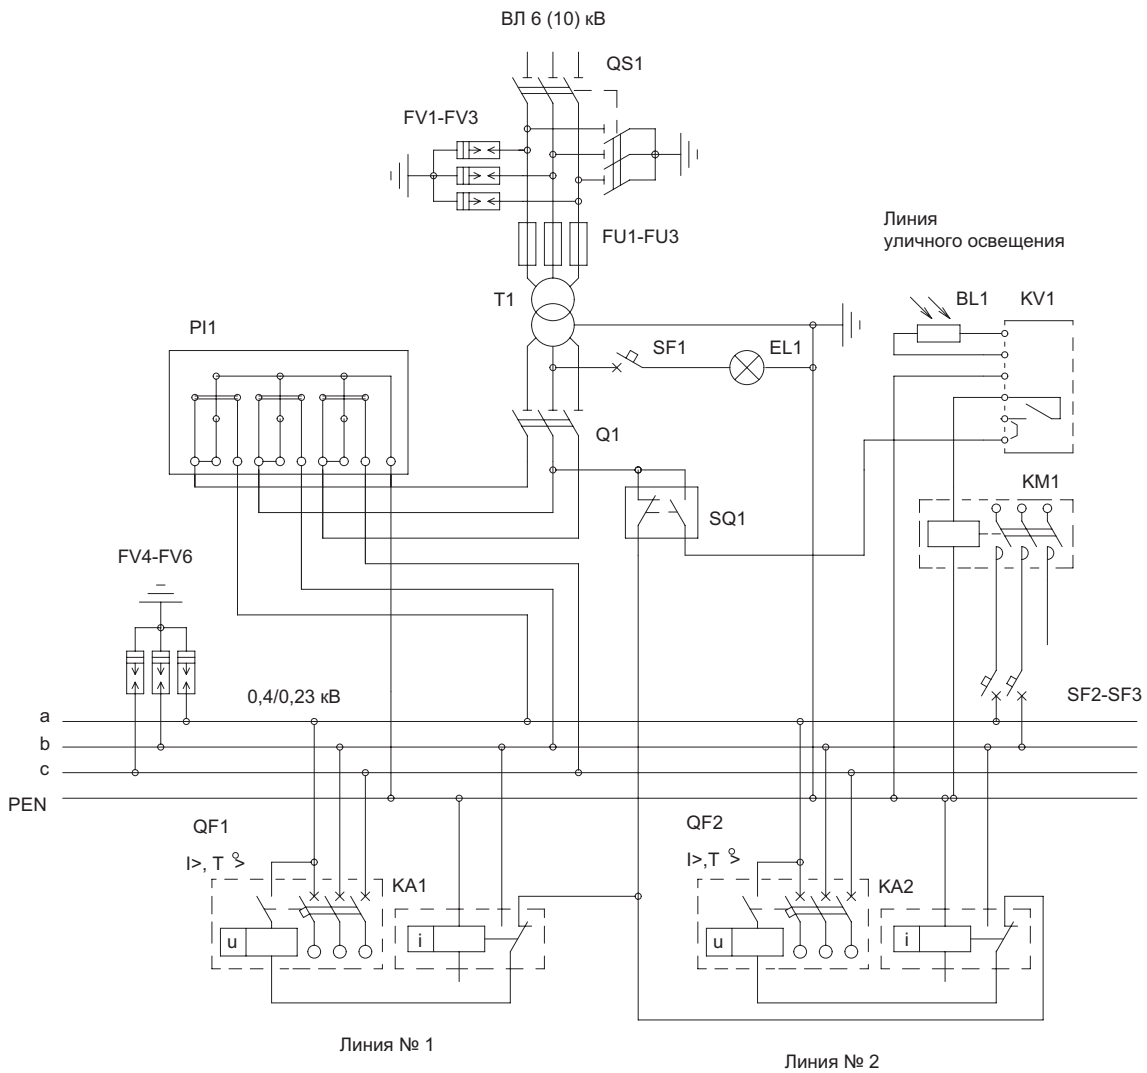 ВЛ 6 (10) кВ
QS1
FV1-FV3
FU1-FU3
Линия
уличного освещения
T1
BL1
KV1
PI1
SF1
EL1
Q1
KM1
SQ1
FV4-FV6
0,4/0,23 кВ
SF2-SF3
a
b
c
PEN
QF1
QF2
I>, T >
I>,T >
KA1
KA2
u
i
u
i
Линия № 1
Линия № 2